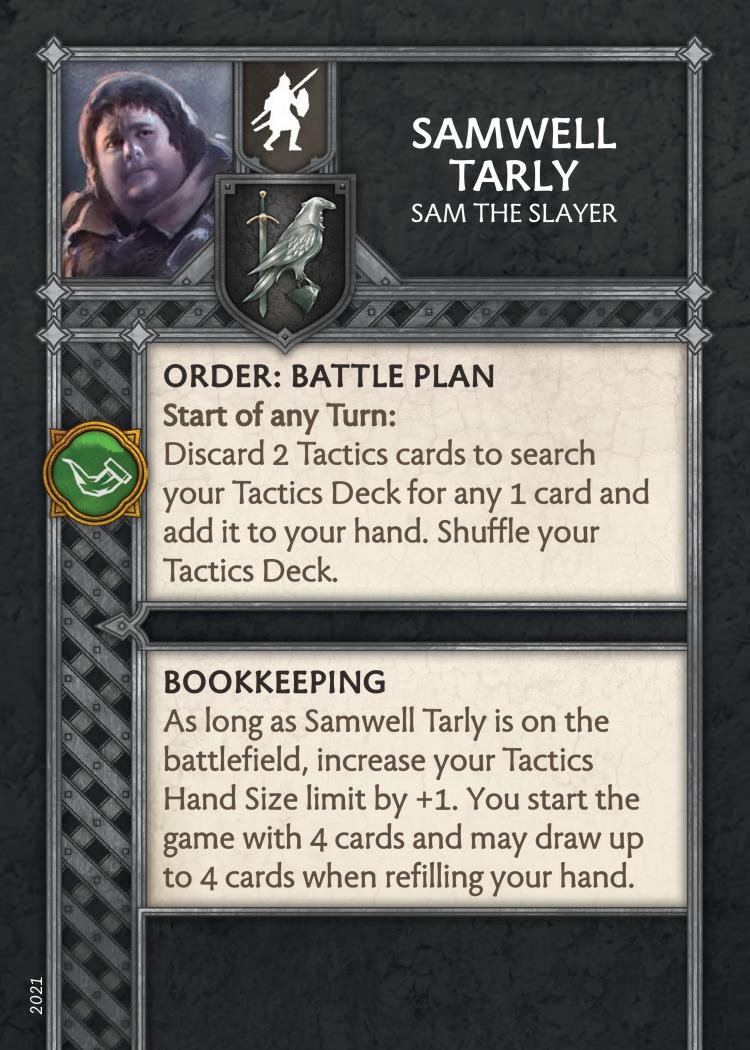 SAMWELL
TARLY
SAM THE SLAYER
ORDER: BATTLE PLAN
Start of any Turn:
Discard 2 Tactics cards to search
your Tactics Deck for any 1 card and
add it to your hand. Shuffle your
Tactics Deck.
BOOKKEEPING
As long as Samwell Tarly is on the
battlefield, increase your Tactics
Hand Size limit by +1. You start the
game with 4 cards and may draw up
to 4 cards when refilling your hand.
2021